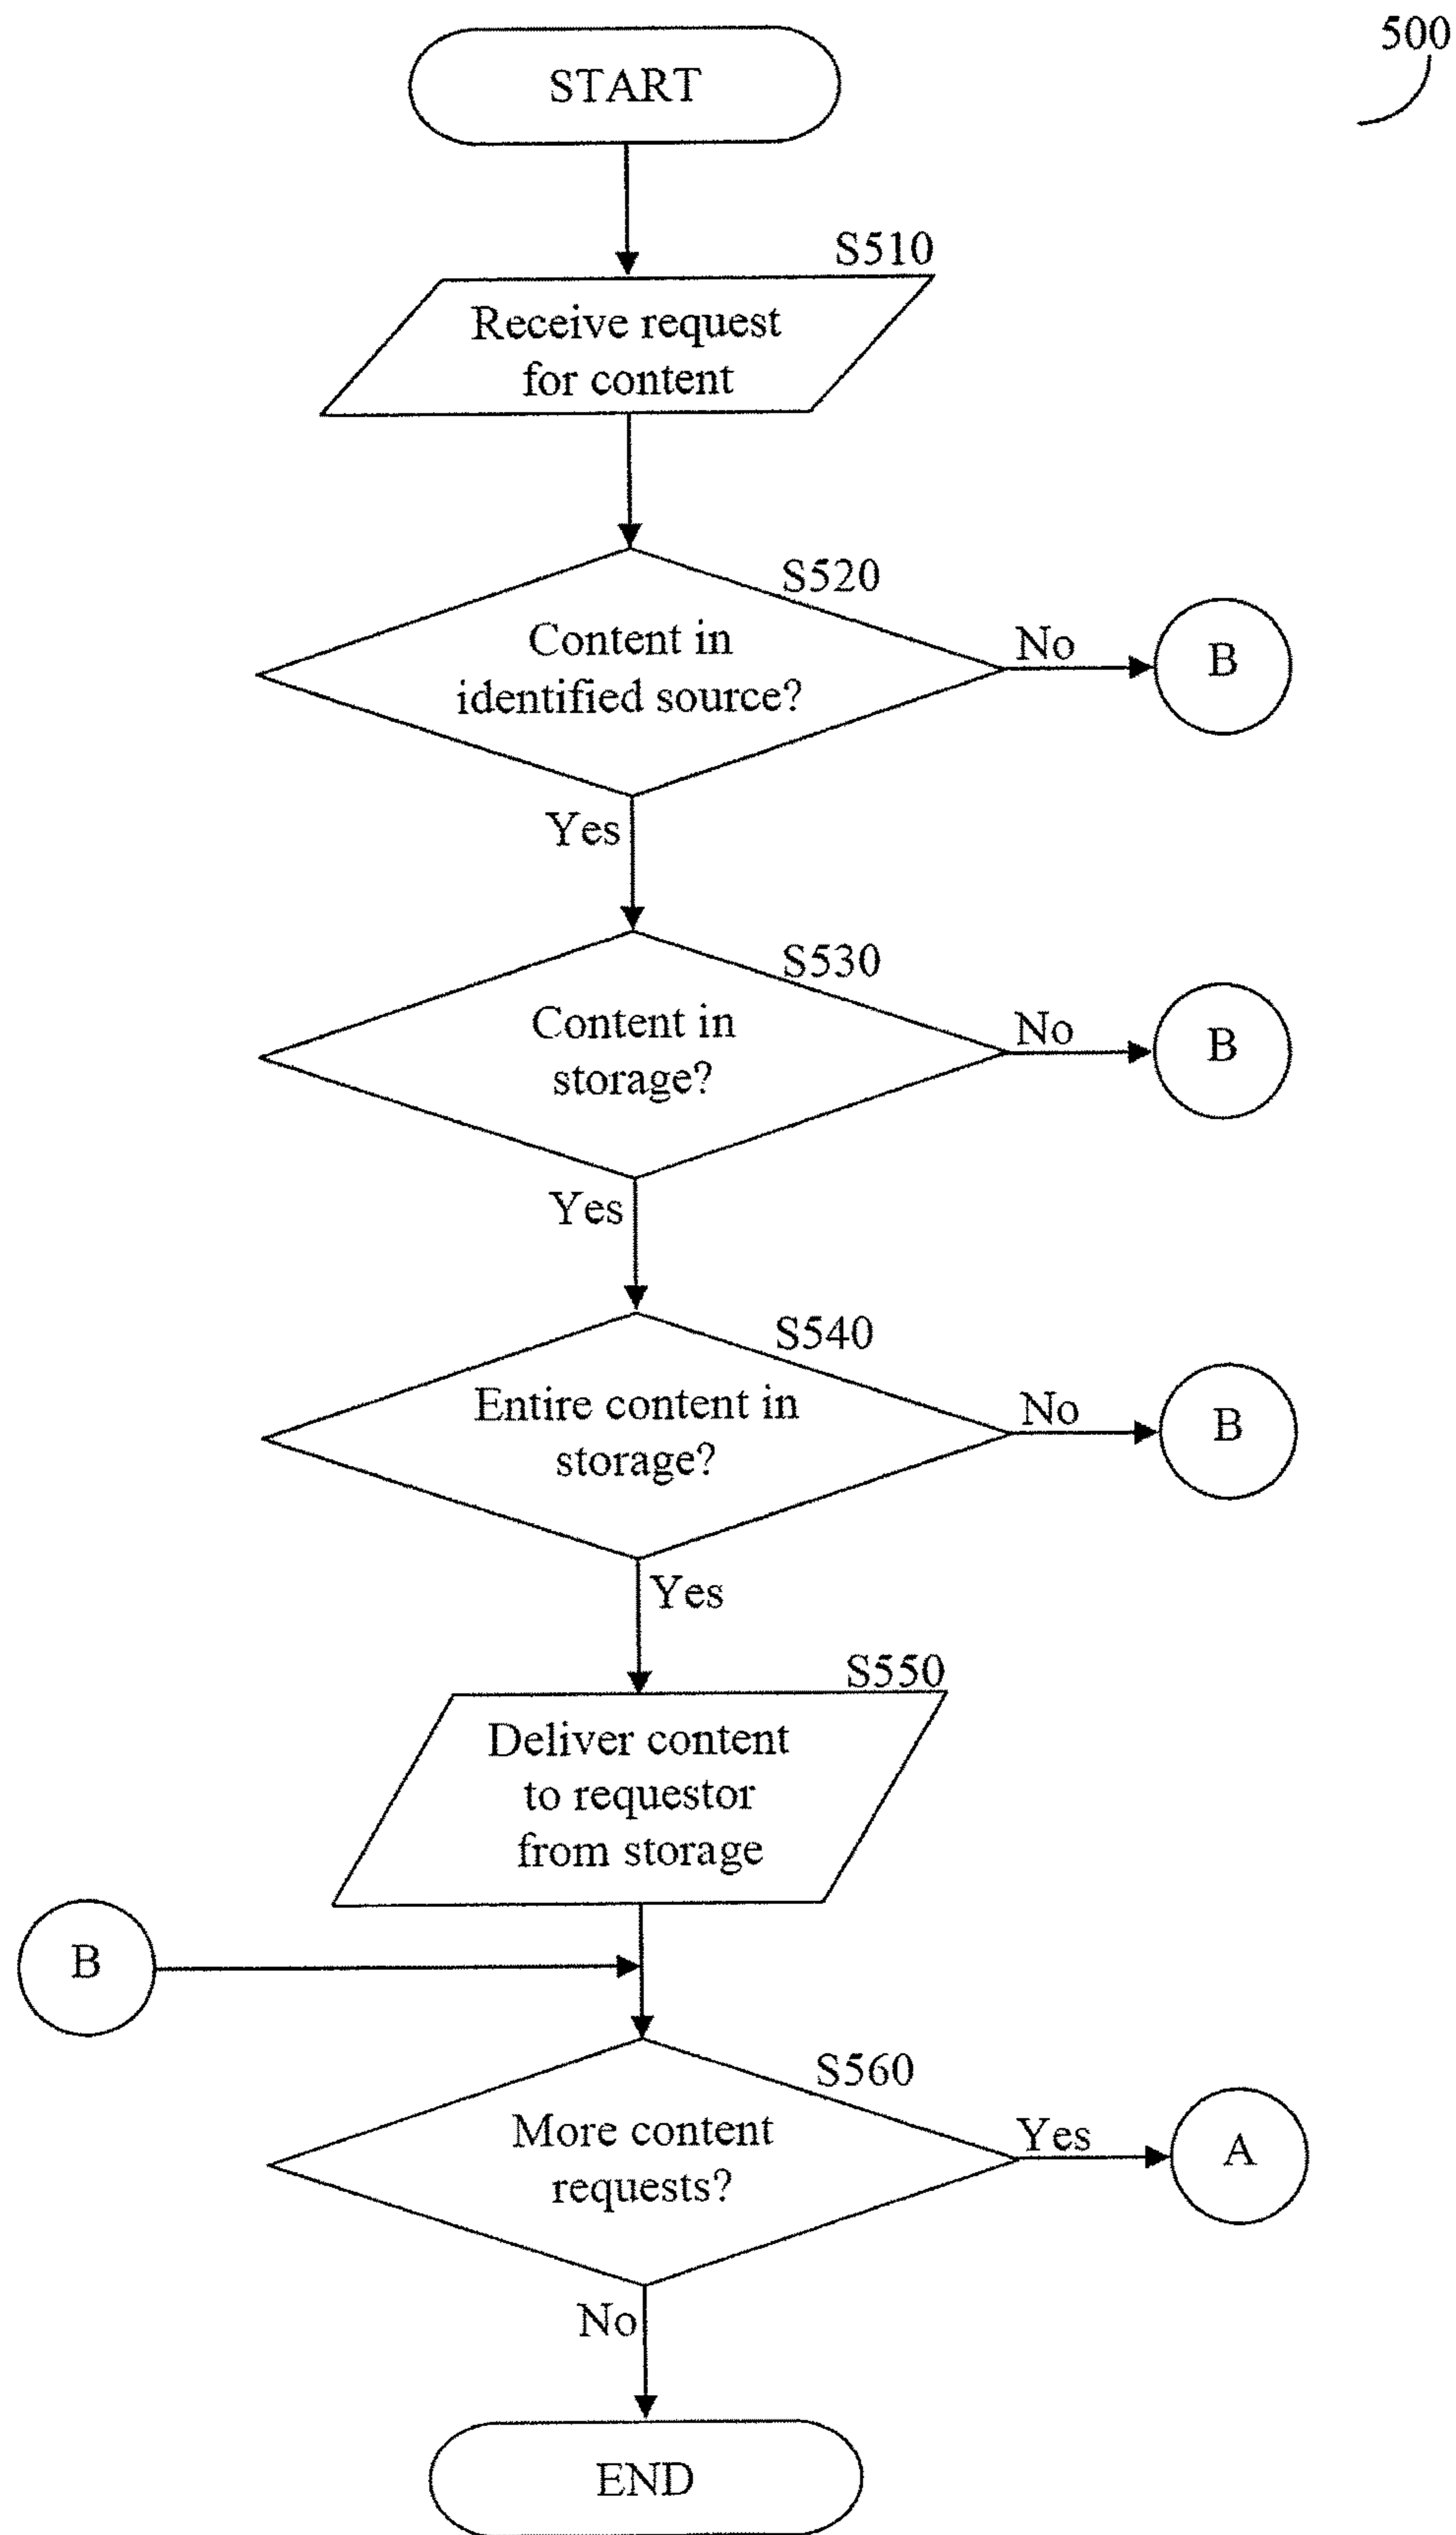 500
START
S510
Receive request
for content
S520
Content in
identified source?
No
B
Yes
S530
Content in
storage?
No
B
Yes
S540
Entire content in
storage?
No
B
Yes
S550
Deliver content
to requestor
from storage
B
S560
More content
requests?
Yes
A
No
END